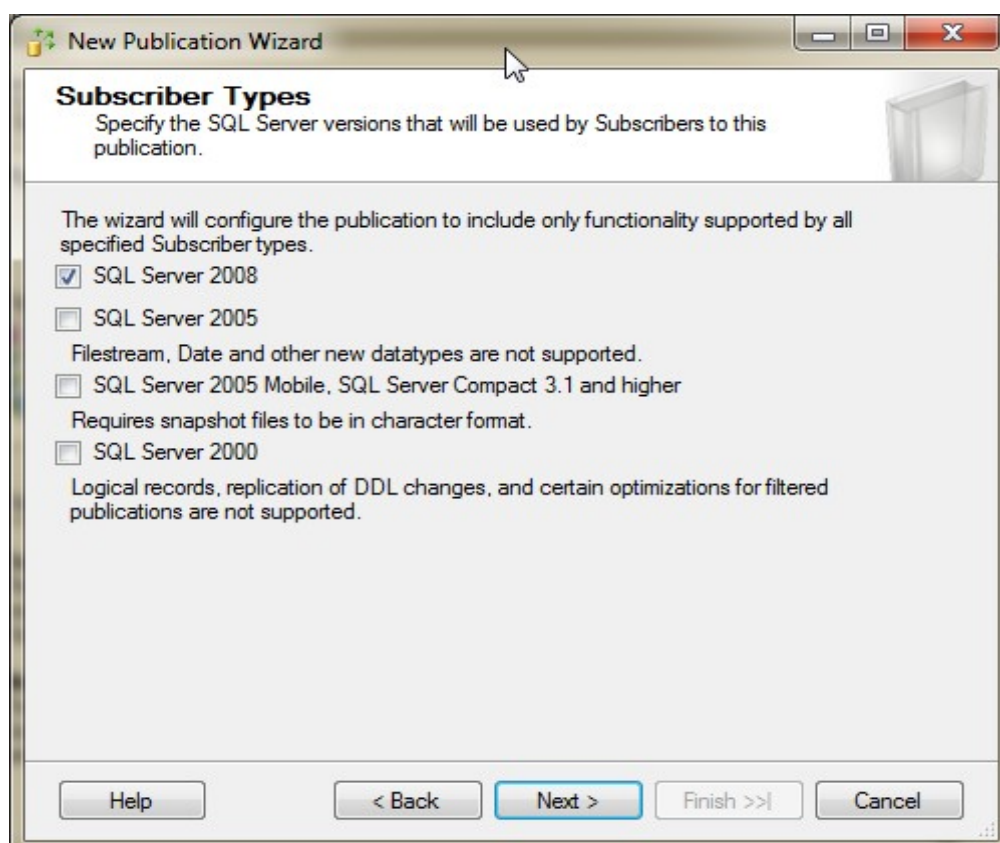 New Publication Wizard
Subscriber Types
Specify the SQL Server versions that will be used by Subscribers to this
publication.
The wizard will configure the publication to include only functionality supported by all
specified Subscriber types.
SQL Server 2008
SQL Server 2005
Filestream, Date and other new datatypes are not supported.
SQL Server 2005 Mobile, SQL Server Compact 3.1 and higher
Requires snapshot files to be in character format.
SQL Server 2000
Logical records, replication of DDL changes, and certain optimizations for filtered
publications are not supported.
Help < Back Next > Finish >>| Cancel